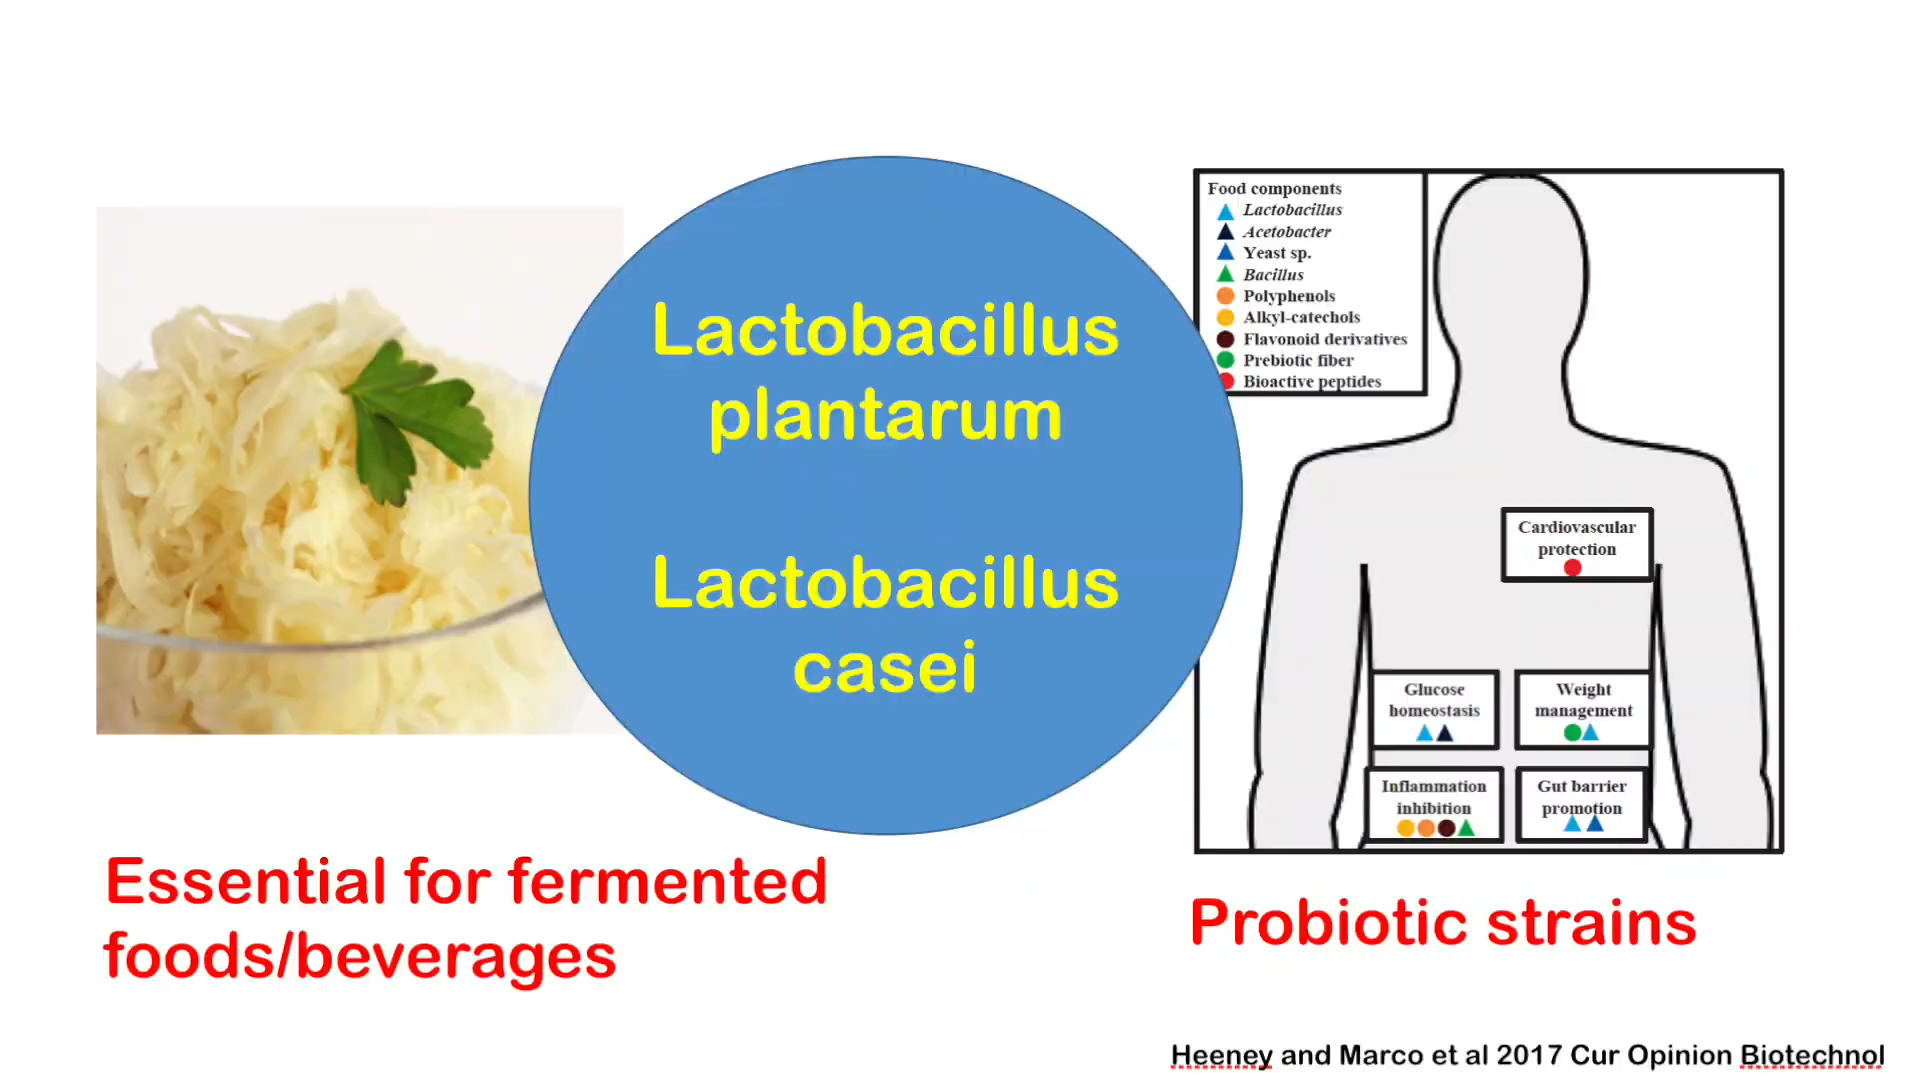 Lactobacillus
plantarum
Lactobacillus
casei
Essential for fermented
foods/beverages
Food components
Lactobacillus
Acetobacter
Yeast sp.
Bacillus
Polyphenols
Alkyl-catechols
Flavonoid derivatives
Prebiotic fiber
Bioactive peptides
Cardiovascular
protection
Glucose
homeostasis
Weight
management
Inflammation
inhibition
Gut barrier
promotion
Probiotic strains
Heeney and Marco et al 2017 Cur Opinion Biotechnol